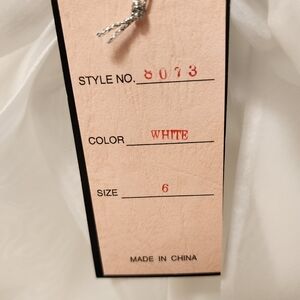 STYLE NO. 8073
COLOR WHITE
SIZE 6
MADE IN CHINA